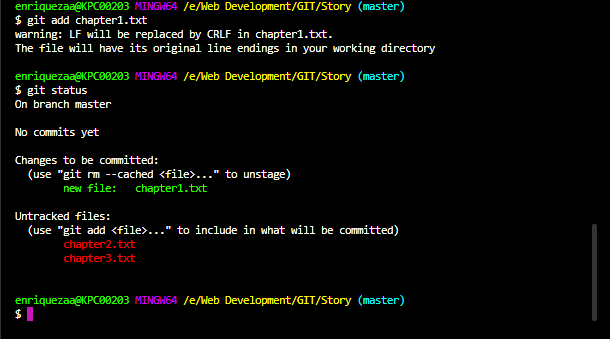 enriquezaa@KPC00203 MINGW64 /e/Web Development/GIT/Story (master)
$ git add chapter1.txt
warning: LF will be replaced by CRLF in chapter1.txt.
The file will have its original line endings in your working directory
enriquezaa@KPC00203 MINGW64 /e/Web Development/GIT/Story (master)
$ git status
On branch master
No commits yet
Changes to be committed:
(use "git rm --cached <file>..." to unstage)
new file: chapter1.txt
Untracked files:
(use "git add <file>..." to include in what will be committed)
chapter2.txt
chapter3.txt
enriquezaa@KPC00203 MINGW64 /e/Web Development/GIT/Story (master)
$